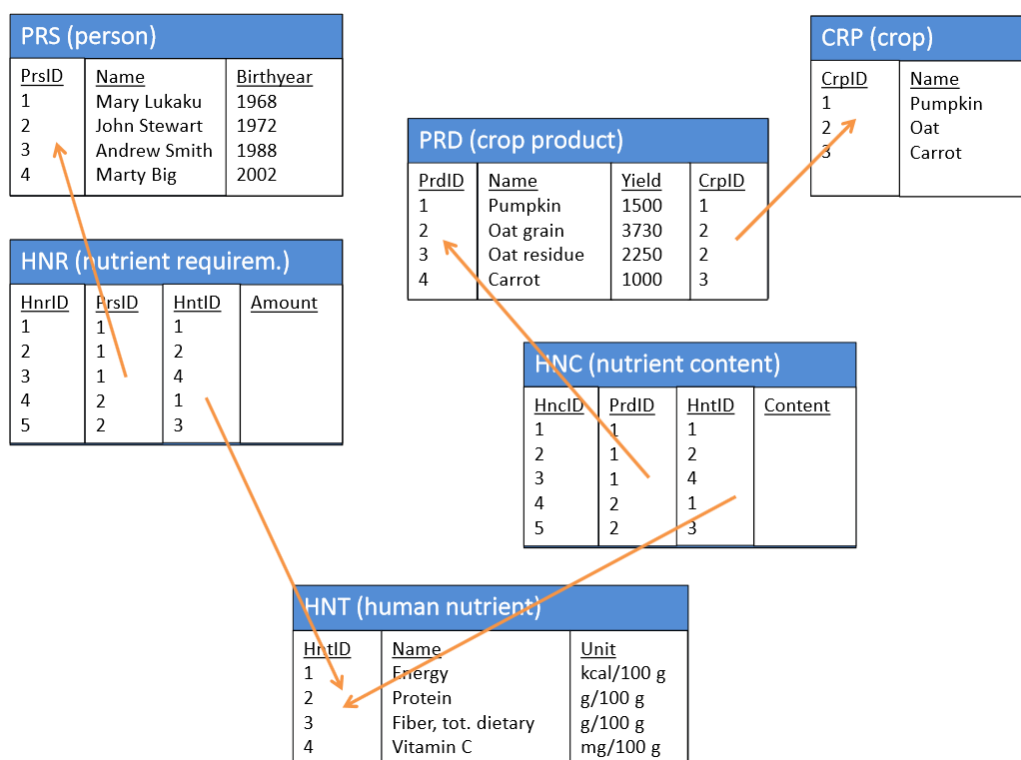 PRS (person)
PrsID Name Birthyear
1 Mary Lukaku 1968
2 John Stewart 1972
3 Andrew Smith 1988
4 Marty Big 2002
CRP (crop)
CrpID Name
1 Pumpkin
2 Oat
3 Carrot
PRD (crop product)
PrdID Name Yield CrpID
1 Pumpkin 1500 1
2 Oat grain 3730 2
3 Oat residue 2250 2
4 Carrot 1000 3
HNR (nutrient requirem.)
HnrID PrsID HntID Amount
1 1 1
2 1 2
3 1 4
4 2 1
5 2 3
HNC (nutrient content)
HncID PrdID HntID Content
1 1 1
2 1 2
3 1 4
4 2 1
5 2 3
HNT (human nutrient)
HntID Name Unit
1 Energy kcal/100 g
2 Protein g/100 g
3 Fiber, tot. dietary g/100 g
4 Vitamin C mg/100 g